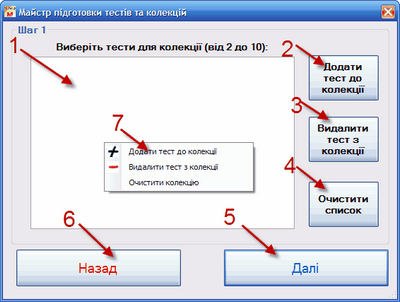 Майстр підготовки тестів та колекцій
Шаг 1
Виберіть тести для колекції (від 2 до 10):
1
2
Додати
тест до
колекції
3
Видалити
тест з
колекції
7
Додати тест до колекції
Видалити тест з колекції
Очистити колекцію
4
Очистити
список
6
Назад
5
Далі